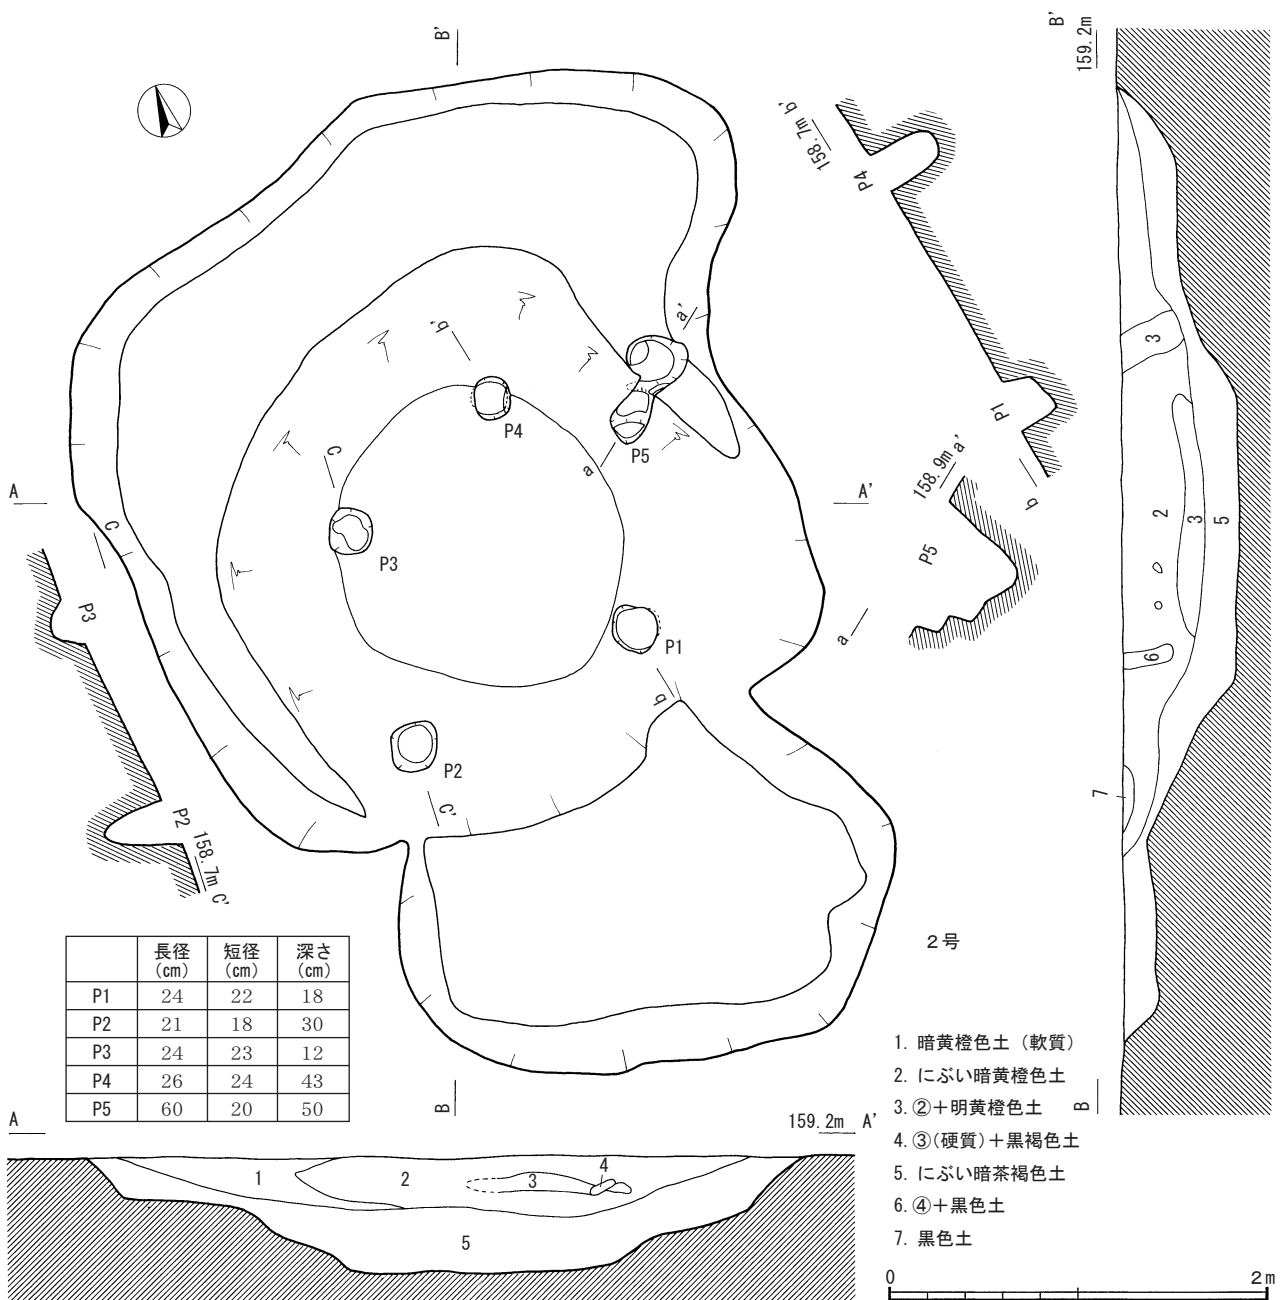 B'
B'
159.2m
158.7m b'
P4
b'
a'
P4
P5
a
C
P3
P1
b
158.9m a'
P5
a
P1
b
A
A'
C
P3
P2
C'
P2
158.7m C'
3
2
3
5
6
7
2号
長径 (cm) 短径 (cm) 深さ (cm)
P1 24 22 18
P2 21 18 30
P3 24 23 12
P4 26 24 43
P5 60 20 50
B
B
A
159.2m A'
1
2
3
4
5
1. 暗黄橙色土（軟質）
2. にぶい暗黄橙色土
3. ②＋明黄橙色土
4. ③(硬質)＋黒褐色土
5. にぶい暗茶褐色土
6. ④＋黒色土
7. 黒色土
0 2m